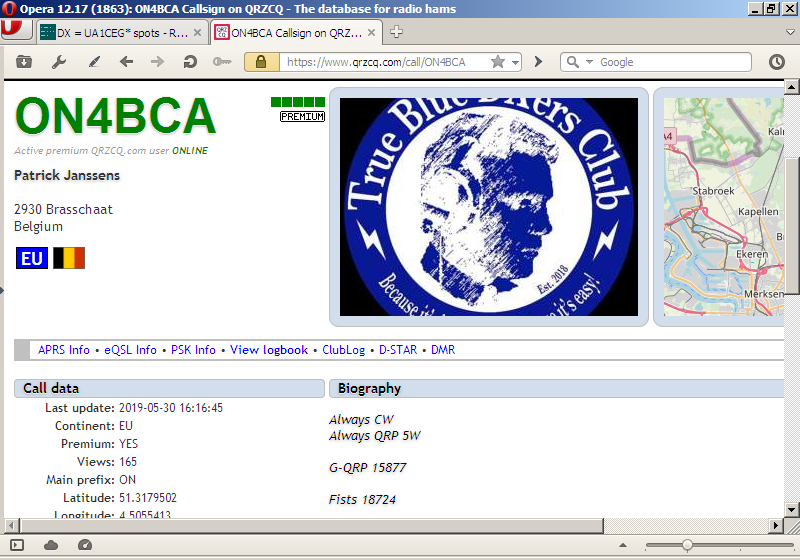 Opera 12.17 (1863): ON4BCA Callsign on QRZCQ - The database for radio hams
DX = UA1CEG* spots - R...
ON4BCA Callsign on QRZ...
https://www.qrzcq.com/call/ON4BCA
Google
ON4BCA
PREMIUM
Active premium QRZCQ.com user ONLINE
Patrick Janssens
2930 Brasschaat
Belgium
EU
True Blue DXers Club
Est. 2018
it's easy!
A4
Stabroek
Kapellen
Ekeren
Merksen
APRS Info • eQSL Info • PSK Info • View logbook • ClubLog • D-STAR • DMR
Call data
Biography
Last update: 2019-05-30 16:16:45
Continent: EU
Premium: YES
Views: 165
Main prefix: ON
Latitude: 51.3179502
Longitude: 4.5055413
Always CW
Always QRP 5W
G-QRP 15877
Fists 18724